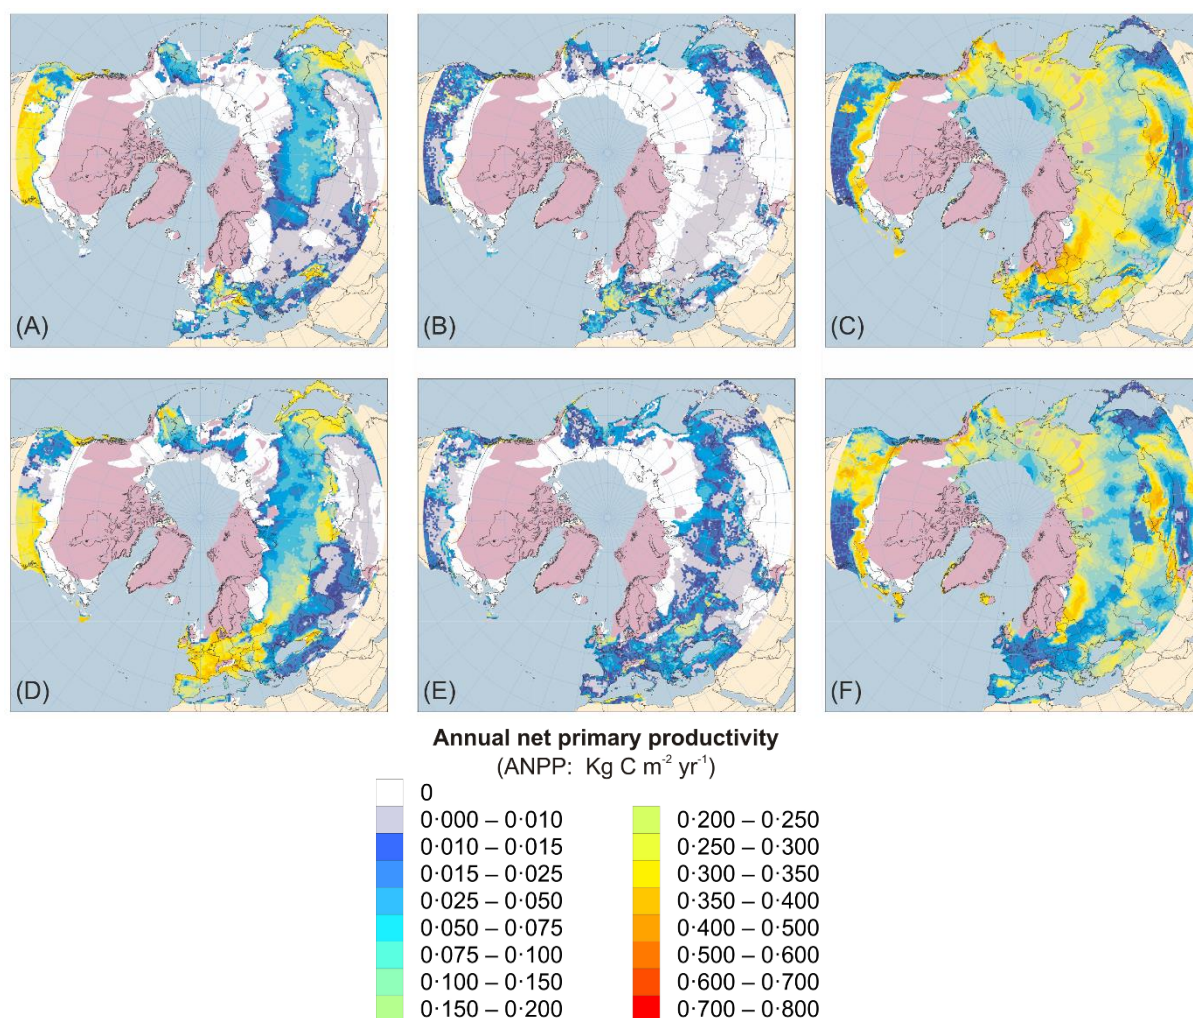 (A)
(B)
(C)
(D)
(E)
(F)
Annual net primary productivity
(ANPP: Kg C m⁻² yr⁻¹)
0
0·000 – 0·010
0·010 – 0·015
0·015 – 0·025
0·025 – 0·050
0·050 – 0·075
0·075 – 0·100
0·100 – 0·150
0·150 – 0·200
0·200 – 0·250
0·250 – 0·300
0·300 – 0·350
0·350 – 0·400
0·400 – 0·500
0·500 – 0·600
0·600 – 0·700
0·700 – 0·800